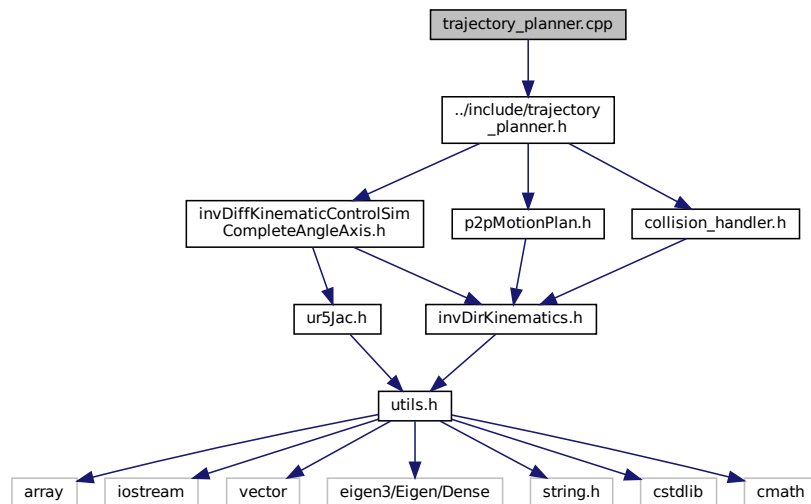 trajectory_planner.cpp
../include/trajectory
_planner.h
invDiffKinematicControlSim
CompleteAngleAxis.h
p2pMotionPlan.h
collision_handler.h
ur5Jac.h
invDirKinematics.h
utils.h
array
iostream
vector
eigen3/Eigen/Dense
string.h
cstdlib
cmath